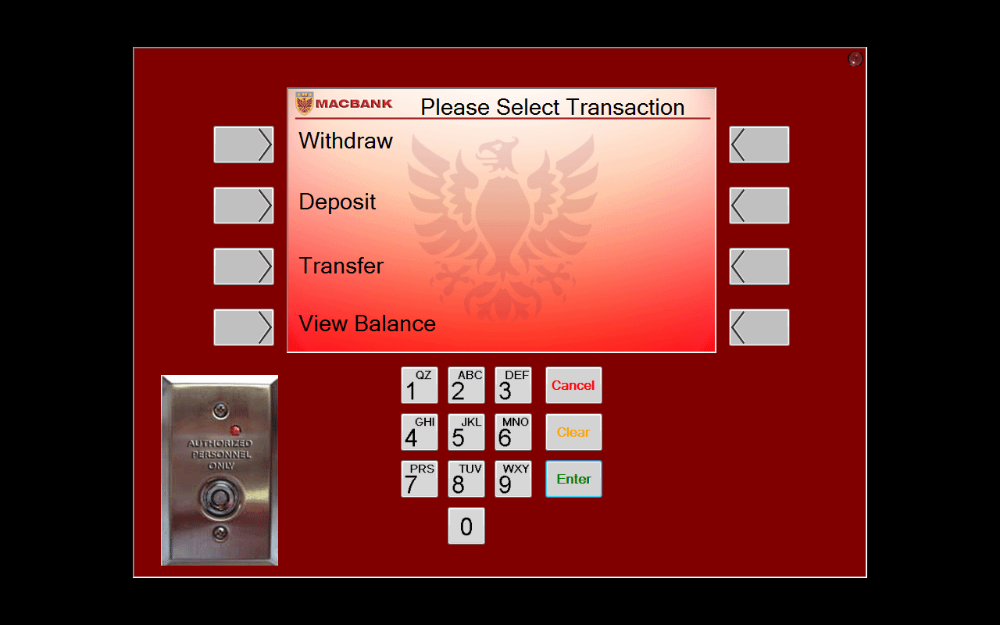 MACBANK Please Select Transaction
Withdraw
Deposit
Transfer
View Balance
QZ ABC DEF
1 2 3 Cancel
GHI JKL MNO
4 5 6 Clear
PRS TUV WXY
7 8 9 Enter
0
AUTHORIZED
PERSONNEL
ONLY